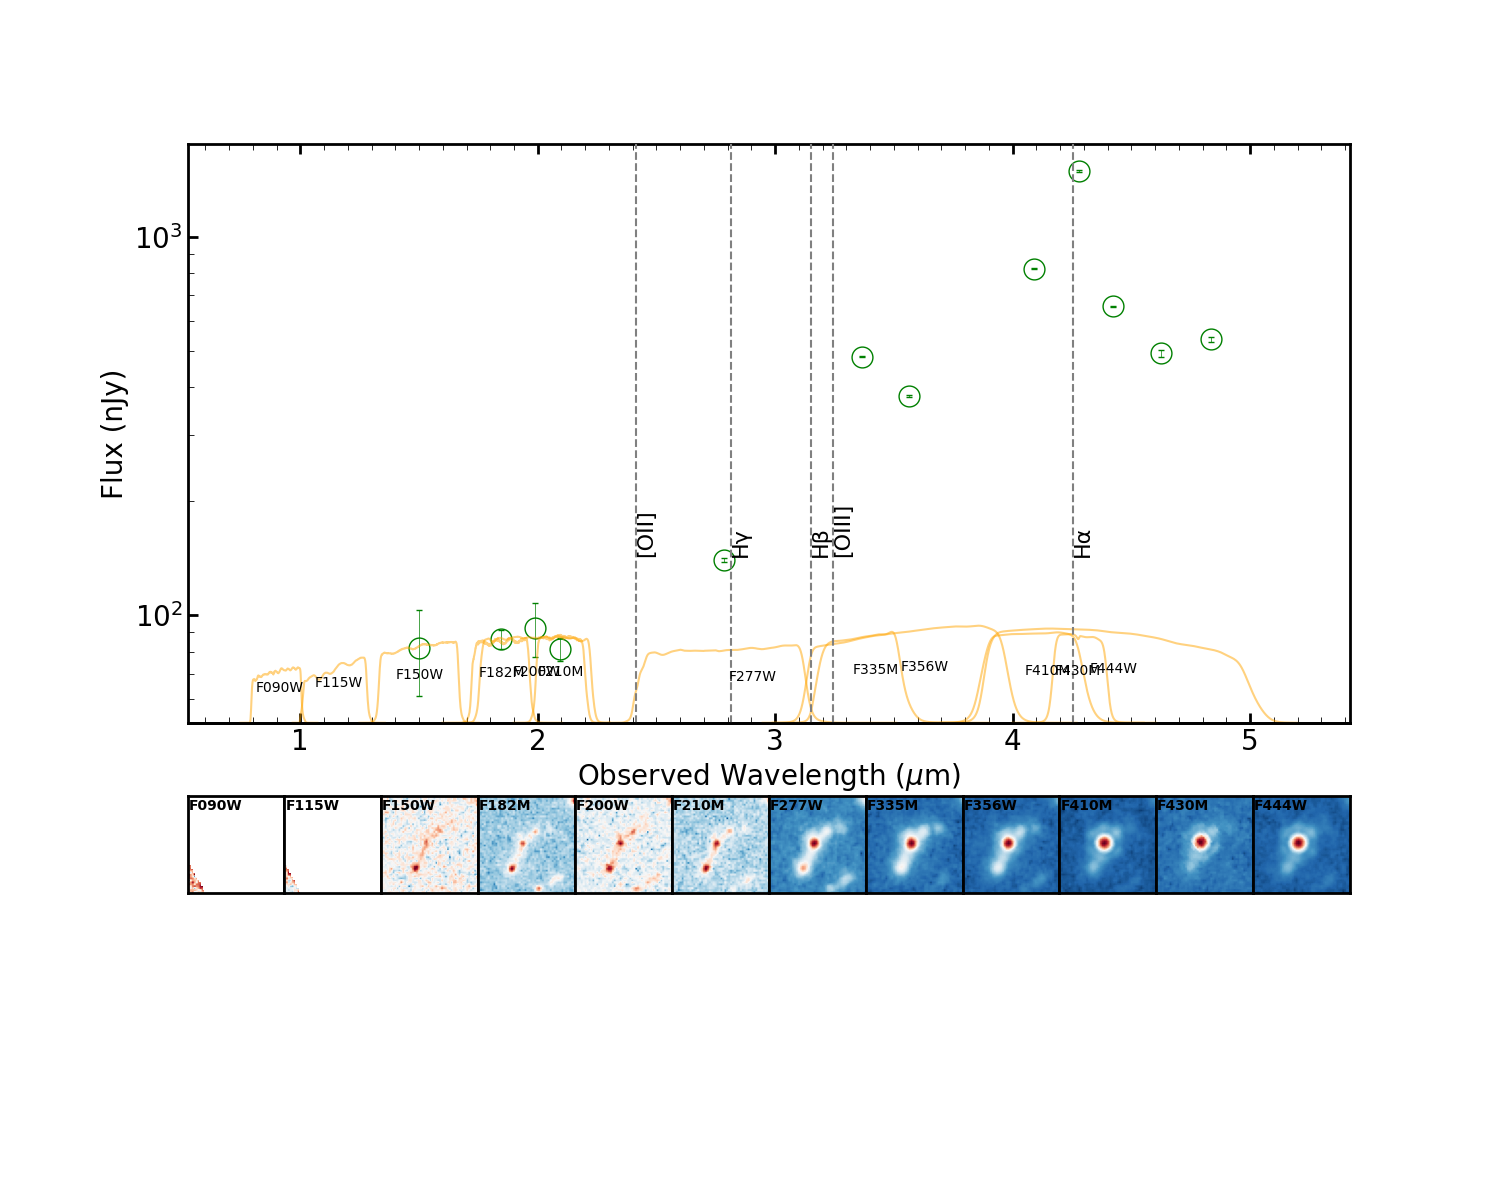 Flux (nJy)
10³
10²
[OII]
Hγ
Hβ
[OIII]
Hα
F090W
F115W
F150W
F182M
F200W
F210M
F277W
F335M
F356W
F410M
F430M
F444W
1 2 3 4 5
Observed Wavelength (μm)
F090W F115W F150W F182M F200W F210M F277W F335M F356W F410M F430M F444W